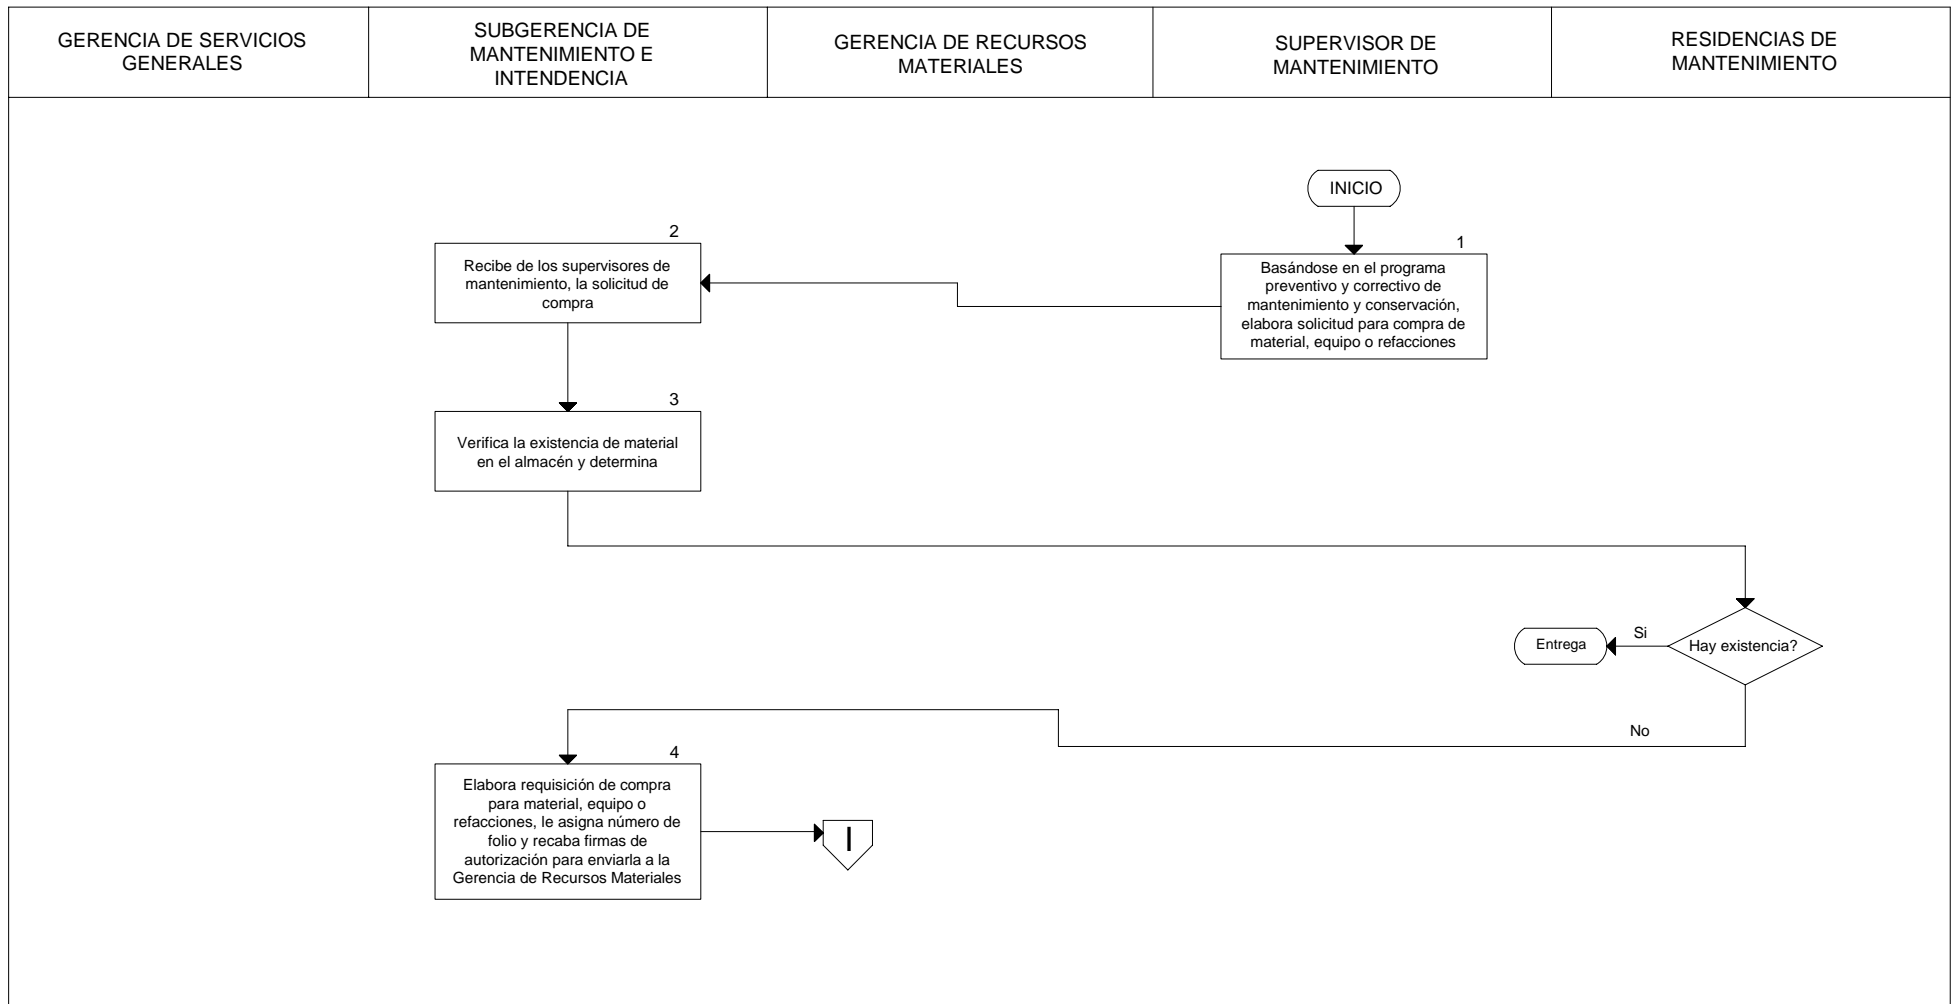 GERENCIA DE SERVICIOS
GENERALES
SUBGERENCIA DE
MANTENIMIENTO E
INTENDENCIA
GERENCIA DE RECURSOS
MATERIALES
SUPERVISOR DE
MANTENIMIENTO
RESIDENCIAS DE
MANTENIMIENTO
INICIO
1
Basándose en el programa
preventivo y correctivo de
mantenimiento y conservación,
elabora solicitud para compra de
material, equipo o refacciones
2
Recibe de los supervisores de
mantenimiento, la solicitud de
compra
3
Verifica la existencia de material
en el almacén y determina
Hay existencia?
Si
Entrega
No
4
Elabora requisición de compra
para material, equipo o
refacciones, le asigna número de
folio y recaba firmas de
autorización para enviarla a la
Gerencia de Recursos Materiales
I